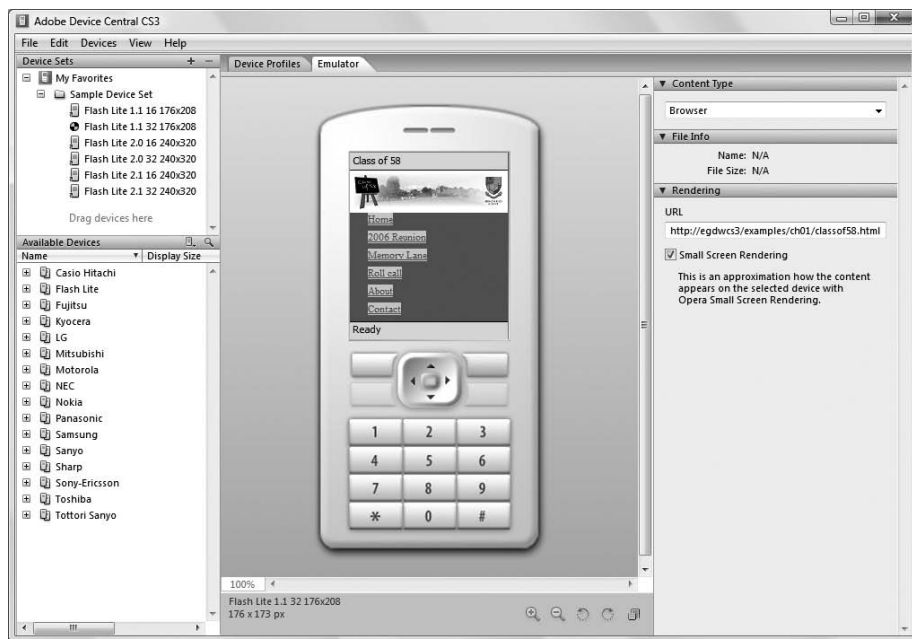 Adobe Device Central CS3
File Edit Devices View Help
Device Sets + −
My Favorites
Sample Device Set
Flash Lite 1.1 16 176x208
Flash Lite 1.1 32 176x208
Flash Lite 2.0 16 240x320
Flash Lite 2.0 32 240x320
Flash Lite 2.1 16 240x320
Flash Lite 2.1 32 240x320
Drag devices here
Available Devices
Name Display Size
Casio Hitachi
Flash Lite
Fujitsu
Kyocera
LG
Mitsubishi
Motorola
NEC
Nokia
Panasonic
Samsung
Sanyo
Sharp
Sony-Ericsson
Toshiba
Tottori Sanyo
Device Profiles Emulator
Class of 58
Home
2006 Reunion
Memory Lane
Roll call
About
Contact
Ready
1 2 3
4 5 6
7 8 9
* 0 #
100%
Flash Lite 1.1 32 176x208
176 x 173 px
Content Type
Browser
File Info
Name: N/A
File Size: N/A
Rendering
URL
http://egdwcs3/examples/ch01/classof58.html
Small Screen Rendering
This is an approximation how the content
appears on the selected device with
Opera Small Screen Rendering.